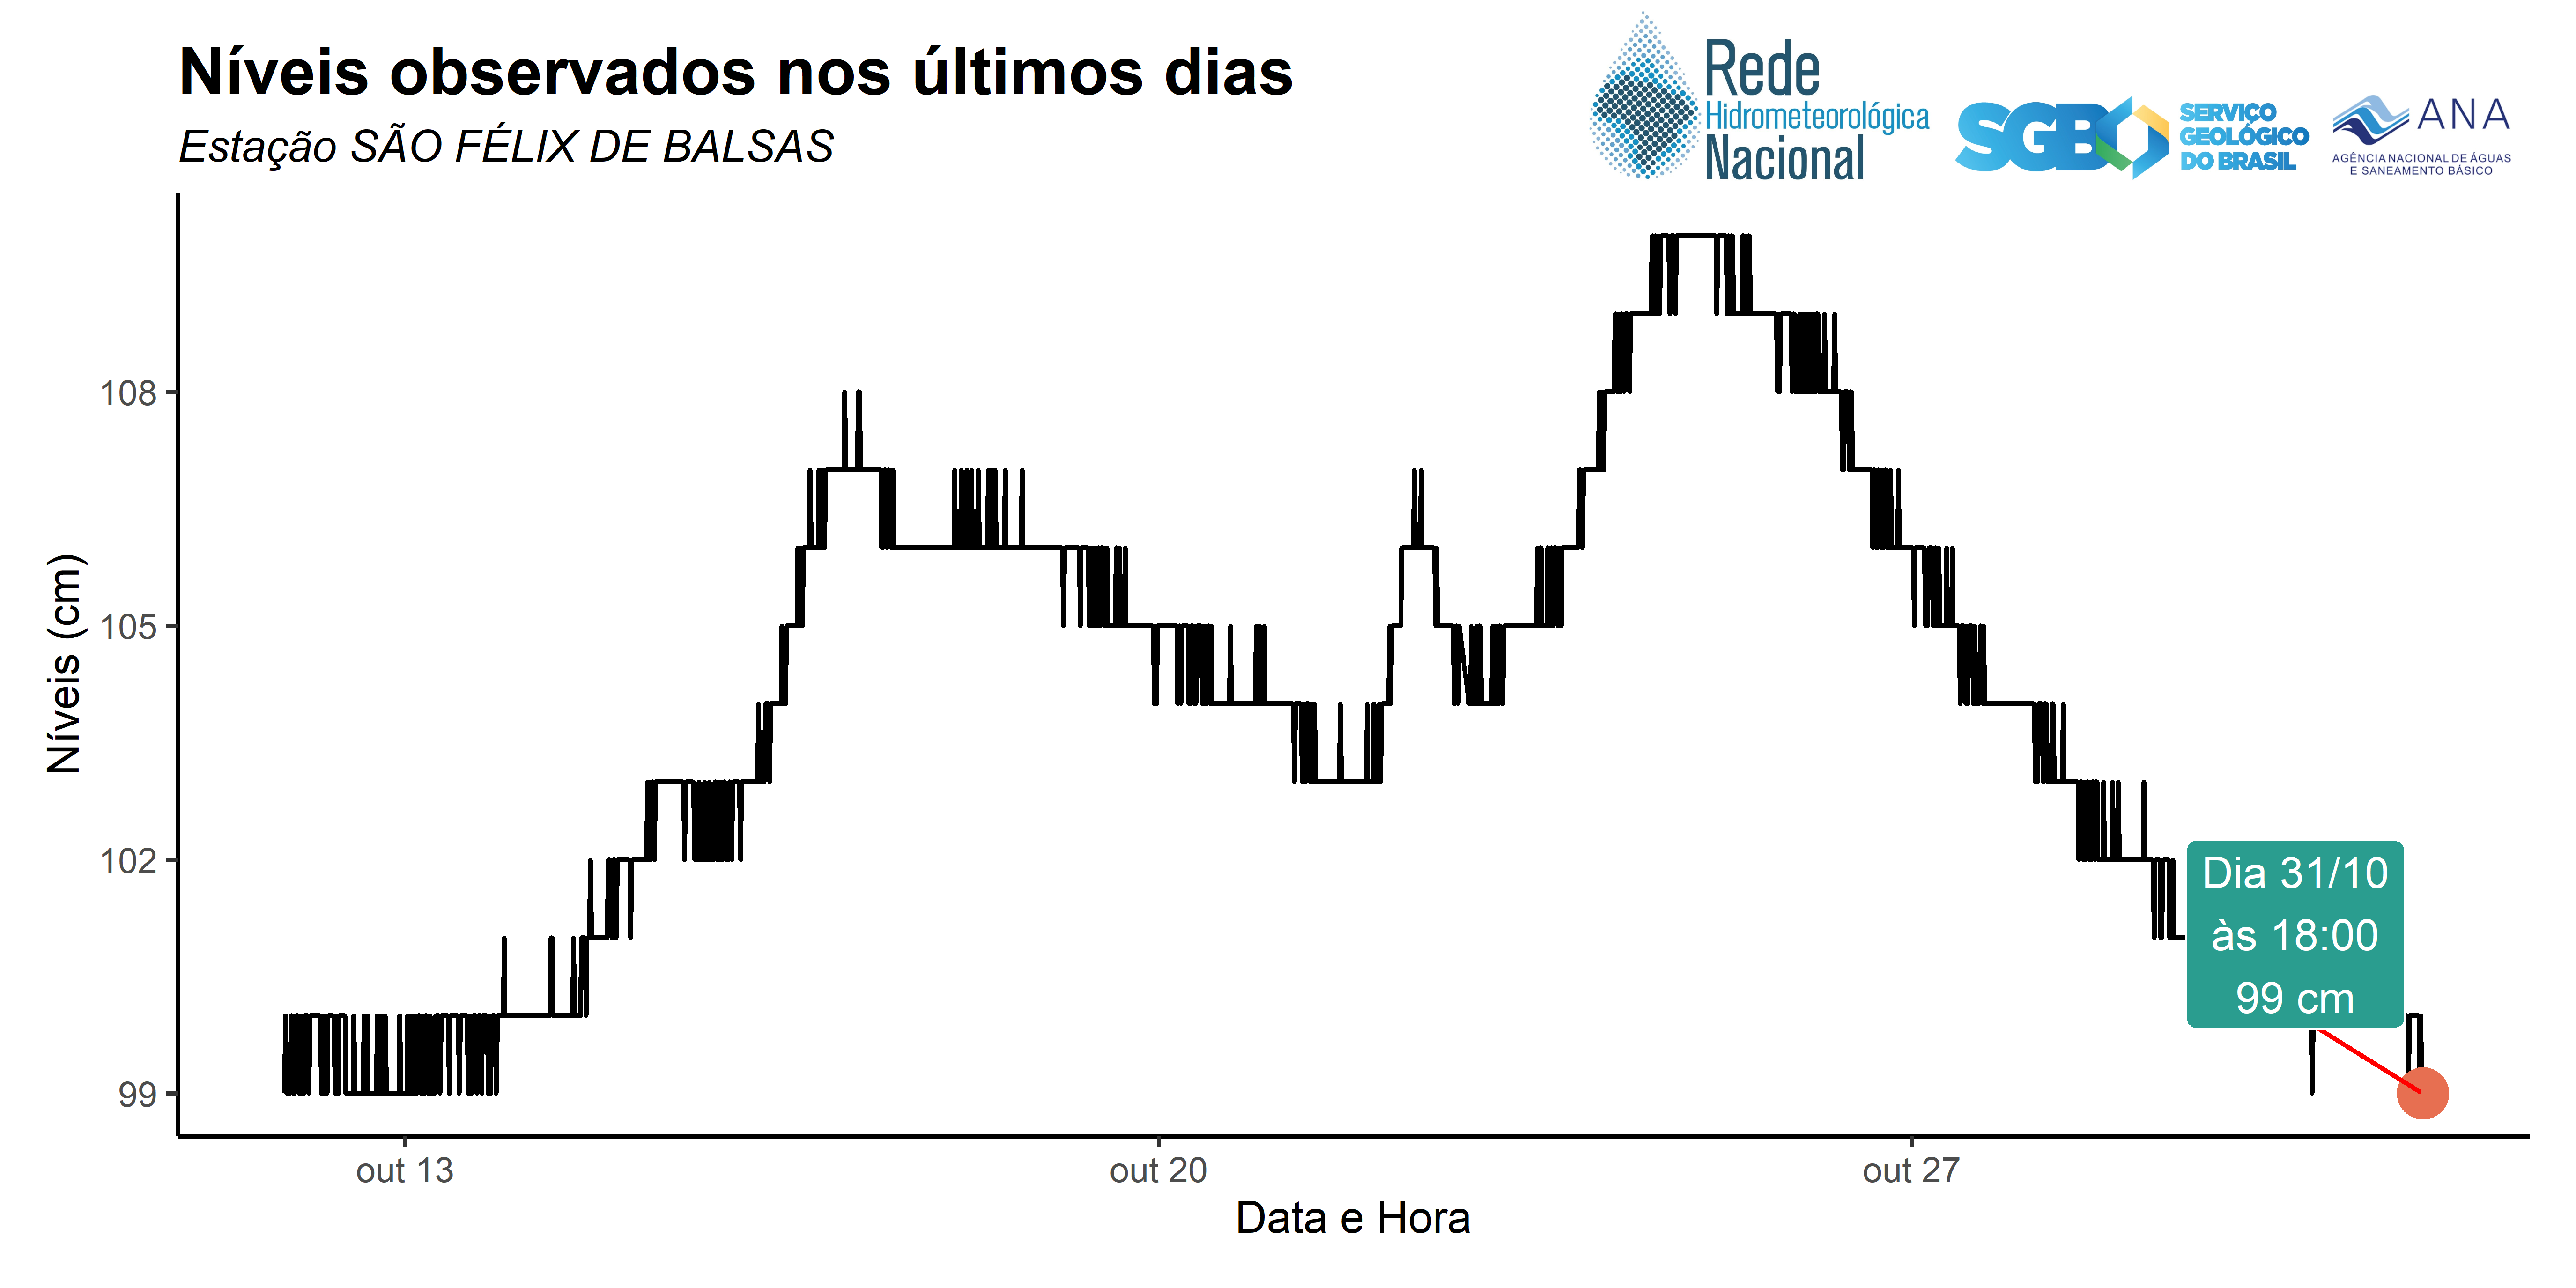 Níveis observados nos últimos dias
Estação SÃO FÉLIX DE BALSAS
Rede
Hidrometeorológica
Nacional
SGB
SERVIÇO
GEOLÓGICO
DO BRASIL
ANA
AGÊNCIA NACIONAL DE ÁGUAS
E SANEAMENTO BÁSICO
Níveis (cm)
108
105
102
99
Dia 31/10
às 18:00
99 cm
out 13
out 20
out 27
Data e Hora